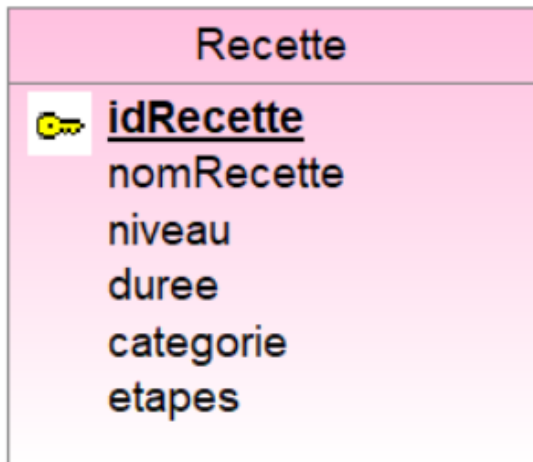 Recette
idRecette
nomRecette
niveau
duree
categorie
etapes